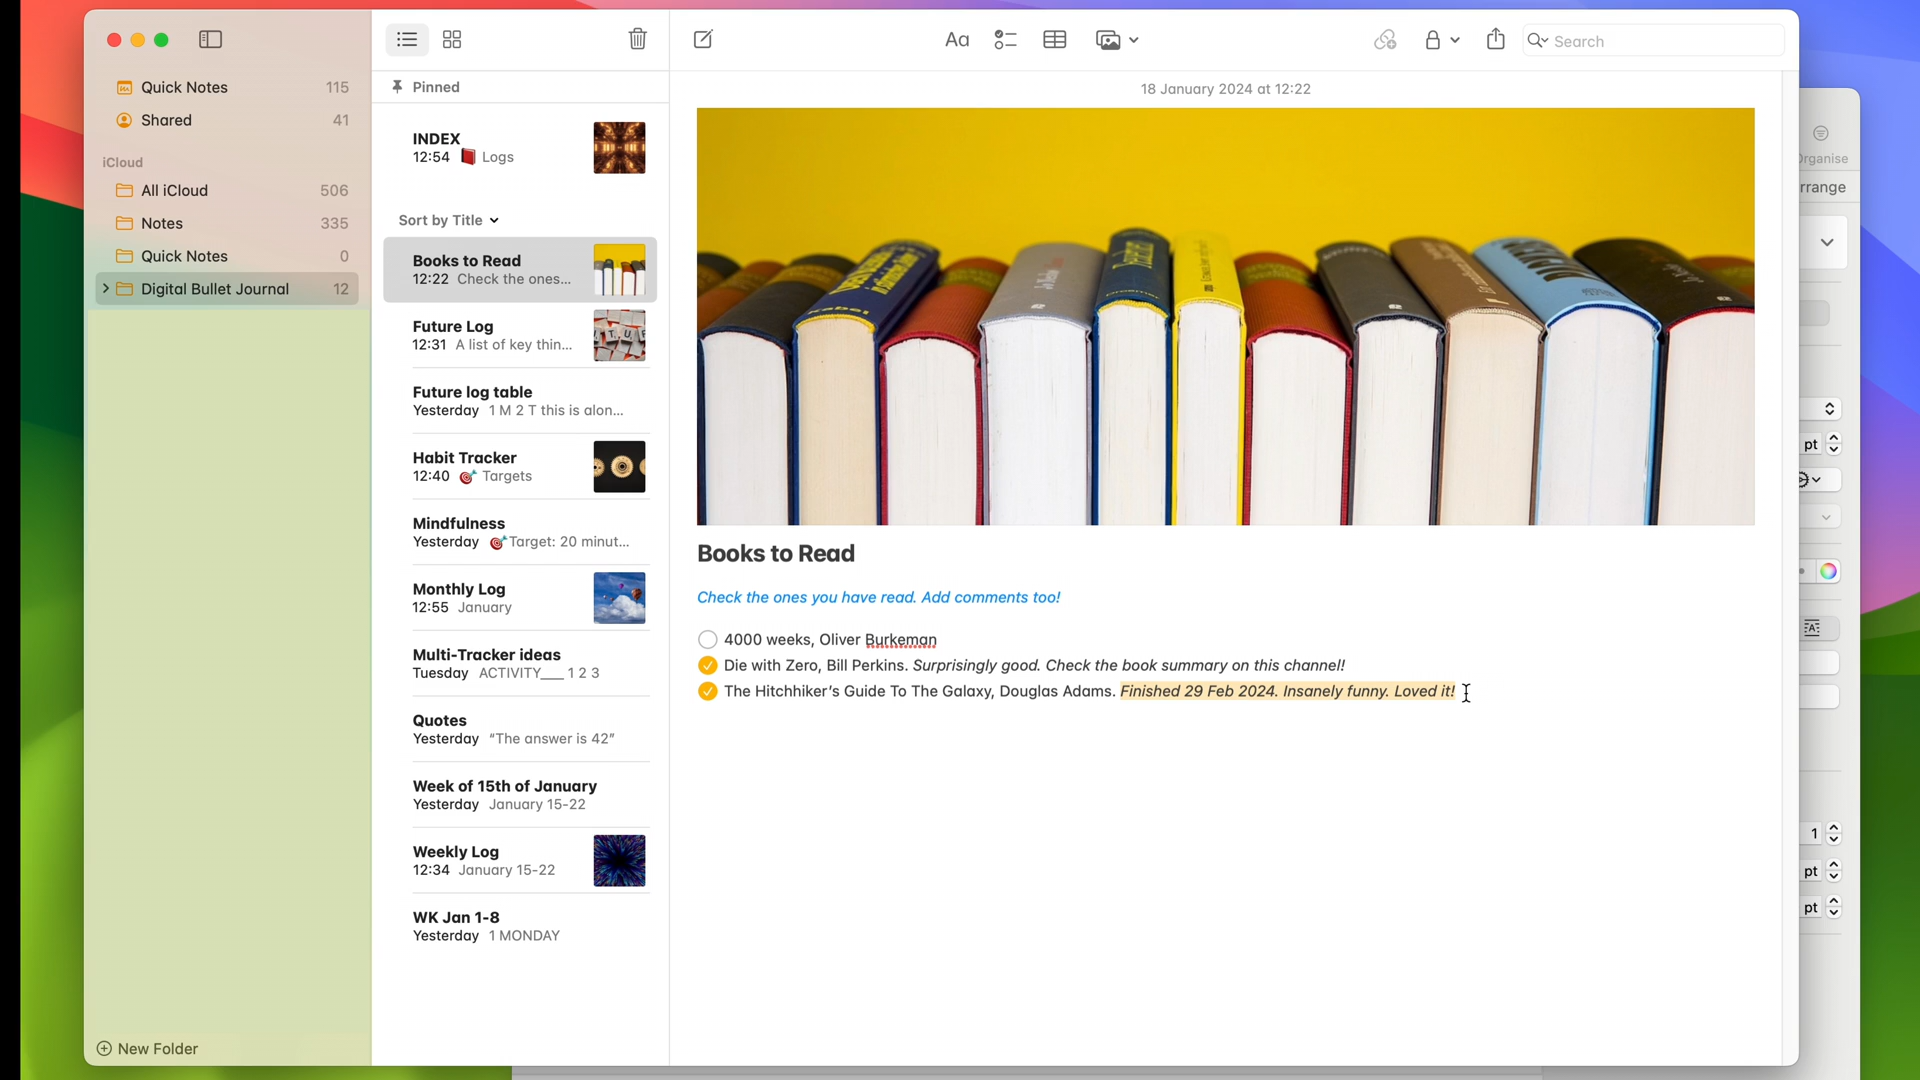 Quick Notes 115
Shared 41
iCloud
All iCloud 506
Notes 335
Quick Notes 0
Digital Bullet Journal 12
New Folder
Pinned
INDEX
12:54 📕 Logs
Sort by Title
Books to Read
12:22 Check the ones...
Future Log
12:31 A list of key thin...
Future log table
Yesterday 1 M 2 T this is alon...
Habit Tracker
12:40 🎯 Targets
Mindfulness
Yesterday 🎯Target: 20 minut...
Monthly Log
12:55 January
Multi-Tracker ideas
Tuesday ACTIVITY___ 1 2 3
Quotes
Yesterday “The answer is 42”
Week of 15th of January
Yesterday January 15-22
Weekly Log
12:34 January 15-22
WK Jan 1-8
Yesterday 1 MONDAY
Aa
Search
18 January 2024 at 12:22
Books to Read
Check the ones you have read. Add comments too!
4000 weeks, Oliver Burkeman
Die with Zero, Bill Perkins. Surprisingly good. Check the book summary on this channel!
The Hitchhiker’s Guide To The Galaxy, Douglas Adams. Finished 29 Feb 2024. Insanely funny. Loved it!
Organise
rrange
pt
1
pt
pt